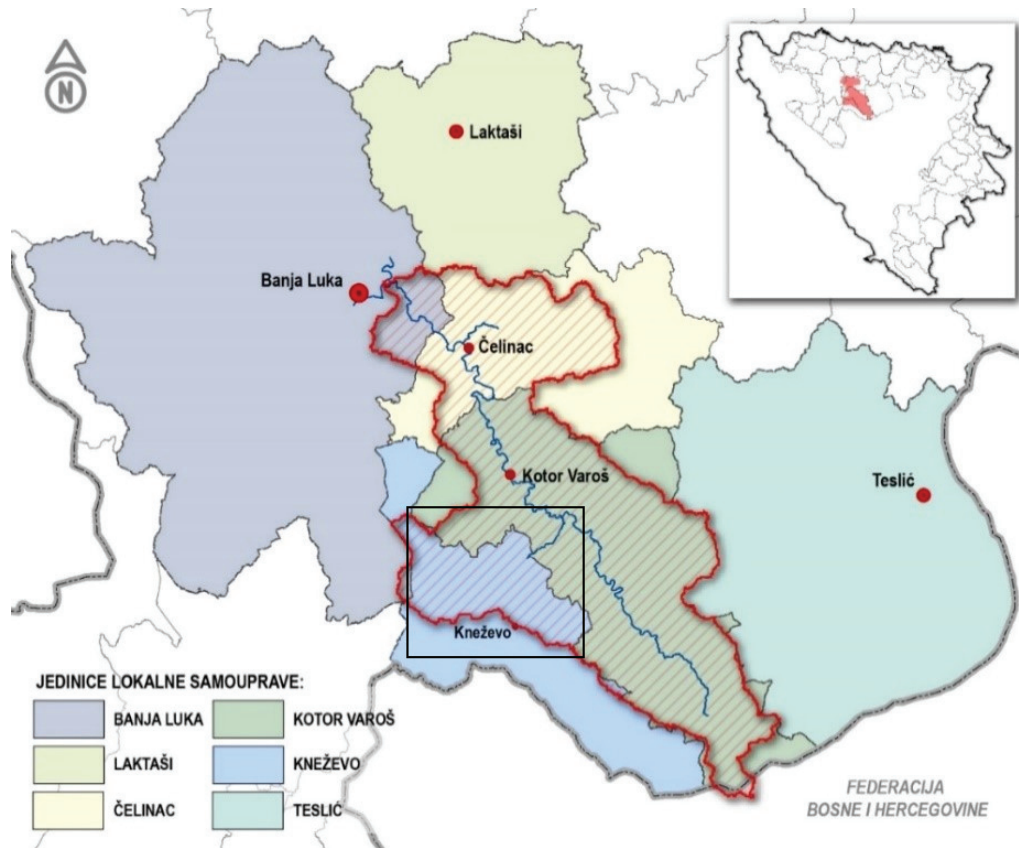 N
Laktaši
Banja Luka
Čelinac
Kotor Varoš
Teslić
Kneževo
JEDINICE LOKALNE SAMOUPRAVE:
BANJA LUKA
KOTOR VAROŠ
LAKTAŠI
KNEŽEVO
ČELINAC
TESLIĆ
FEDERACIJA
BOSNE I HERCEGOVINE